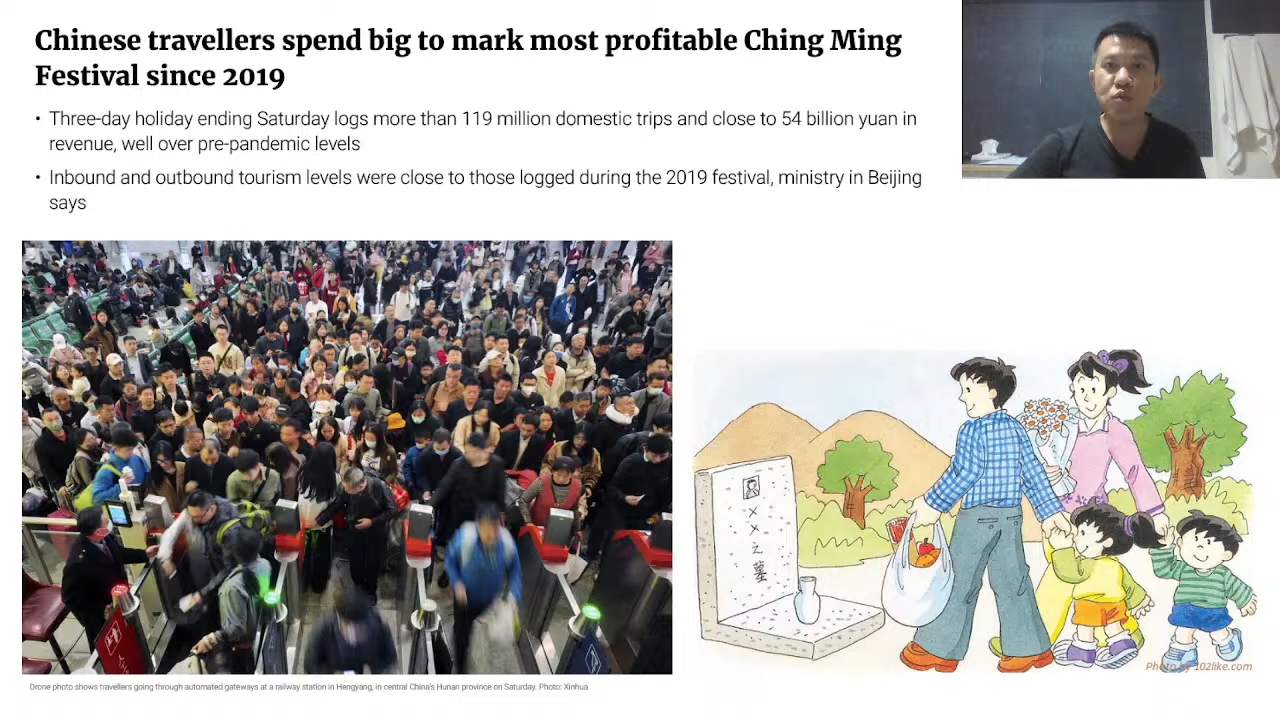 Chinese travellers spend big to mark most profitable Ching Ming
Festival since 2019
• Three-day holiday ending Saturday logs more than 119 million domestic trips and close to 54 billion yuan in
revenue, well over pre-pandemic levels
• Inbound and outbound tourism levels were close to those logged during the 2019 festival, ministry in Beijing
says
××之墓
Photo by 102like.com
Drone photo shows travellers going through automated gateways at a railway station in Hengyang, in central China's Hunan province on Saturday. Photo: Xinhua